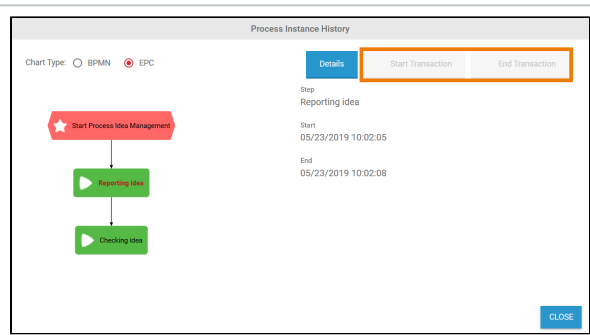 Process Instance History
Chart Type: BPMN EPC
Details Start Transaction End Transaction
Step
Reporting idea
Start
05/23/2019 10:02:05
End
05/23/2019 10:02:08
Start Process Idea Management
Reporting idea
Checking idea
CLOSE